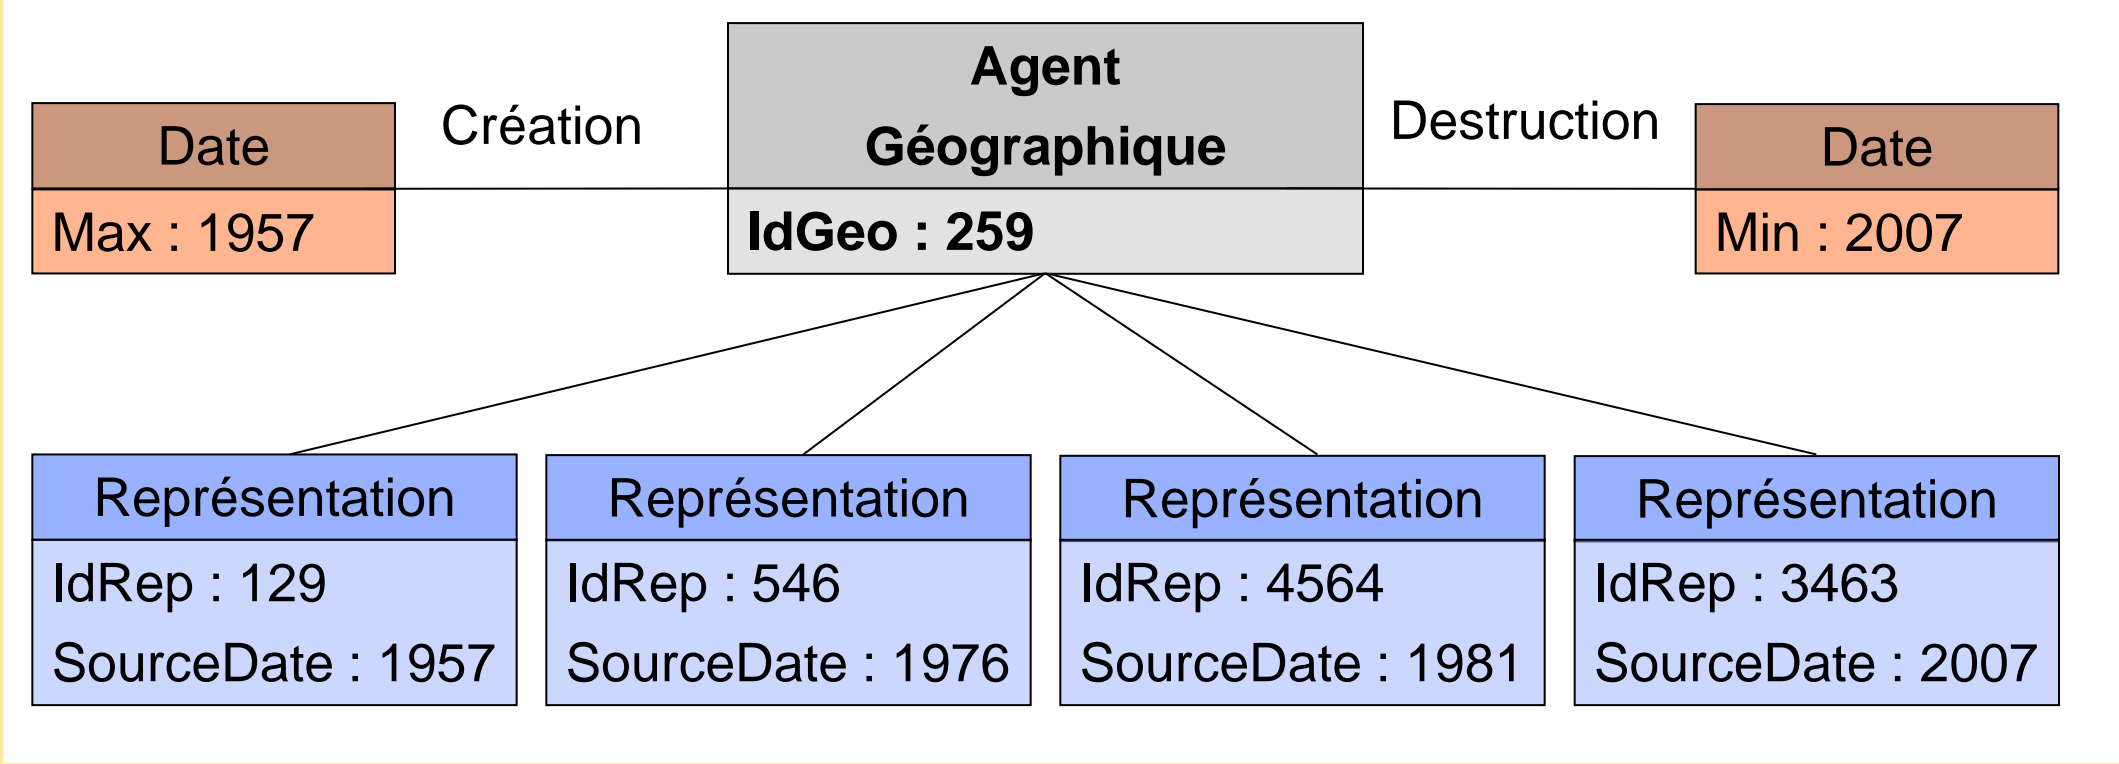 Agent
Géographique
IdGeo : 259
Date
Max : 1957
Création
Destruction
Date
Min : 2007
Représentation
IdRep : 129
SourceDate : 1957
Représentation
IdRep : 546
SourceDate : 1976
Représentation
IdRep : 4564
SourceDate : 1981
Représentation
IdRep : 3463
SourceDate : 2007